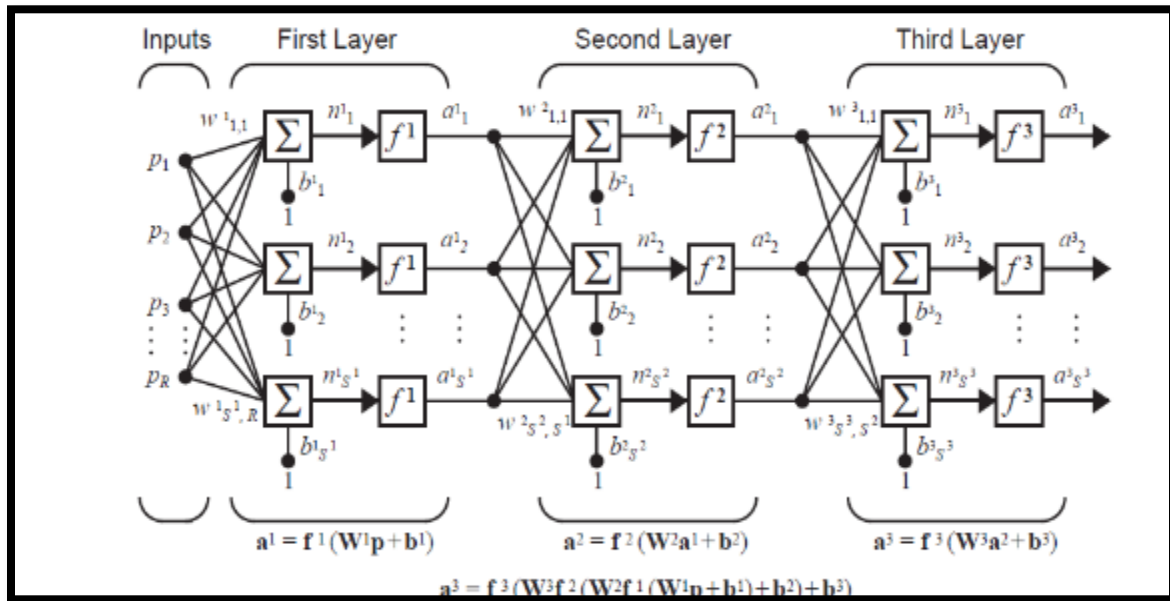 Inputs First Layer Second Layer Third Layer
w¹₁,₁ n¹₁ a¹₁ w²₁,₁ n²₁ a²₁ w³₁,₁ n³₁ a³₁
Σ f¹ Σ f² Σ f³
p₁ b¹₁ b²₁ b³₁
1 1 1
p₂ n¹₂ a¹₂ n²₂ a²₂ n³₂ a³₂
Σ f¹ Σ f² Σ f³
p₃ b¹₂ b²₂ b³₂
⋮ ⋮ ⋮ ⋮ ⋮ ⋮ ⋮ ⋮
1 1 1
p_R n¹_S¹ a¹_S¹ n²_S² a²_S² n³_S³ a³_S³
Σ f¹ Σ f² Σ f³
w¹_S¹,R w²_S²,S¹ w³_S³,S²
b¹_S¹ b²_S² b³_S³
1 1 1
a¹ = f¹(W¹p+b¹) a² = f²(W²a¹+b²) a³ = f³(W³a²+b³)
a³ = f³(W³f²(W²f¹(W¹p+b¹)+b²)+b³)